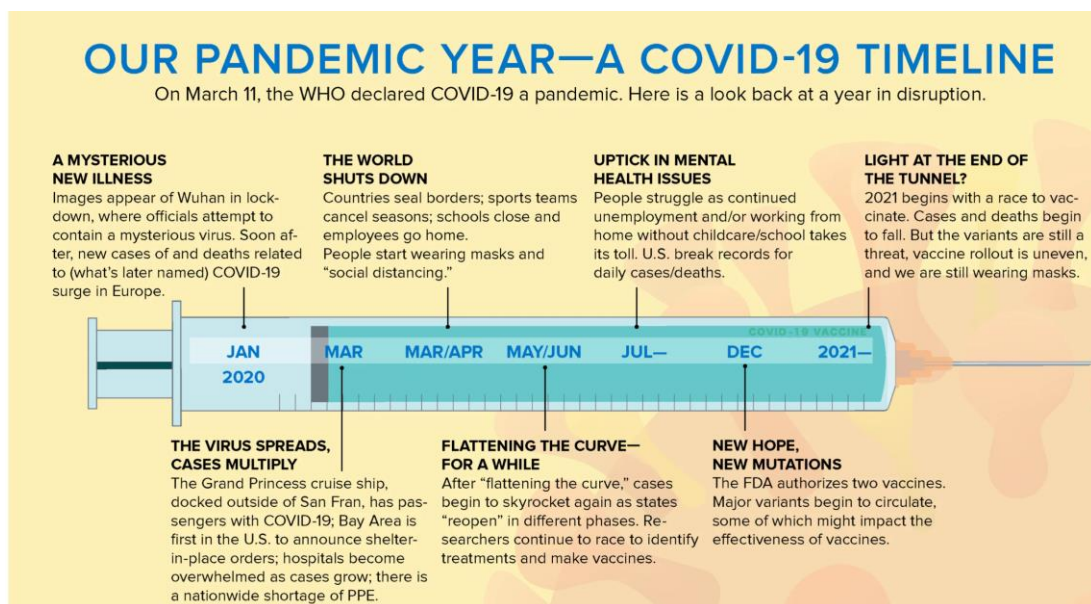 OUR PANDEMIC YEAR—A COVID-19 TIMELINE
On March 11, the WHO declared COVID-19 a pandemic. Here is a look back at a year in disruption.
A MYSTERIOUS
NEW ILLNESS
Images appear of Wuhan in lock-
down, where officials attempt to
contain a mysterious virus. Soon af-
ter, new cases of and deaths related
to (what's later named) COVID-19
surge in Europe.
THE WORLD
SHUTS DOWN
Countries seal borders; sports teams
cancel seasons; schools close and
employees go home.
People start wearing masks and
“social distancing.”
UPTICK IN MENTAL
HEALTH ISSUES
People struggle as continued
unemployment and/or working from
home without childcare/school takes
its toll. U.S. break records for
daily cases/deaths.
LIGHT AT THE END OF
THE TUNNEL?
2021 begins with a race to vac-
cinate. Cases and deaths begin
to fall. But the variants are still a
threat, vaccine rollout is uneven,
and we are still wearing masks.
COVID-19 VACCINE
JAN
2020
MAR
MAR/APR
MAY/JUN
JUL—
DEC
2021—
THE VIRUS SPREADS,
CASES MULTIPLY
The Grand Princess cruise ship,
docked outside of San Fran, has pas-
sengers with COVID-19; Bay Area is
first in the U.S. to announce shelter-
in-place orders; hospitals become
overwhelmed as cases grow; there is
a nationwide shortage of PPE.
FLATTENING THE CURVE—
FOR A WHILE
After “flattening the curve,” cases
begin to skyrocket again as states
“reopen” in different phases. Re-
searchers continue to race to identify
treatments and make vaccines.
NEW HOPE,
NEW MUTATIONS
The FDA authorizes two vaccines.
Major variants begin to circulate,
some of which might impact the
effectiveness of vaccines.